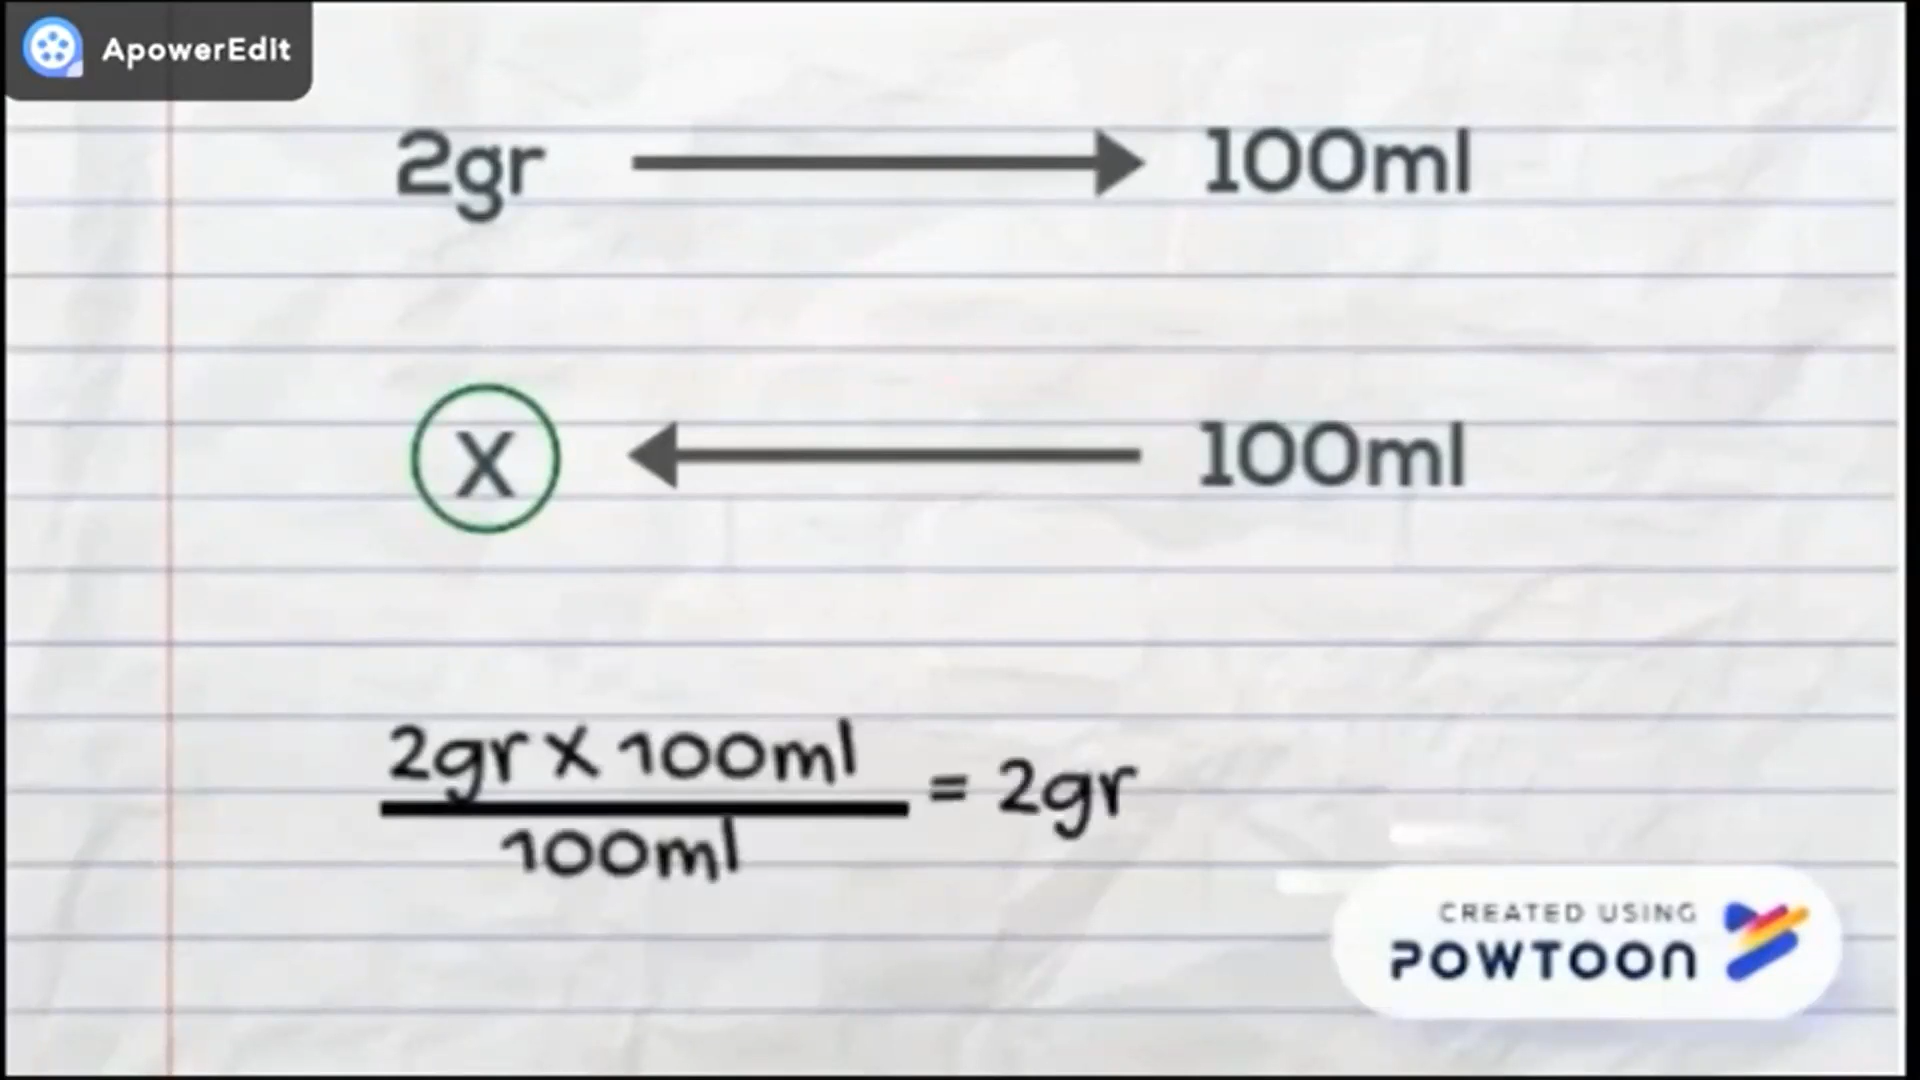 ApowerEdit
2gr 100ml
X 100ml
2gr X 100ml
= 2gr
100ml
CREATED USING
POWTOON